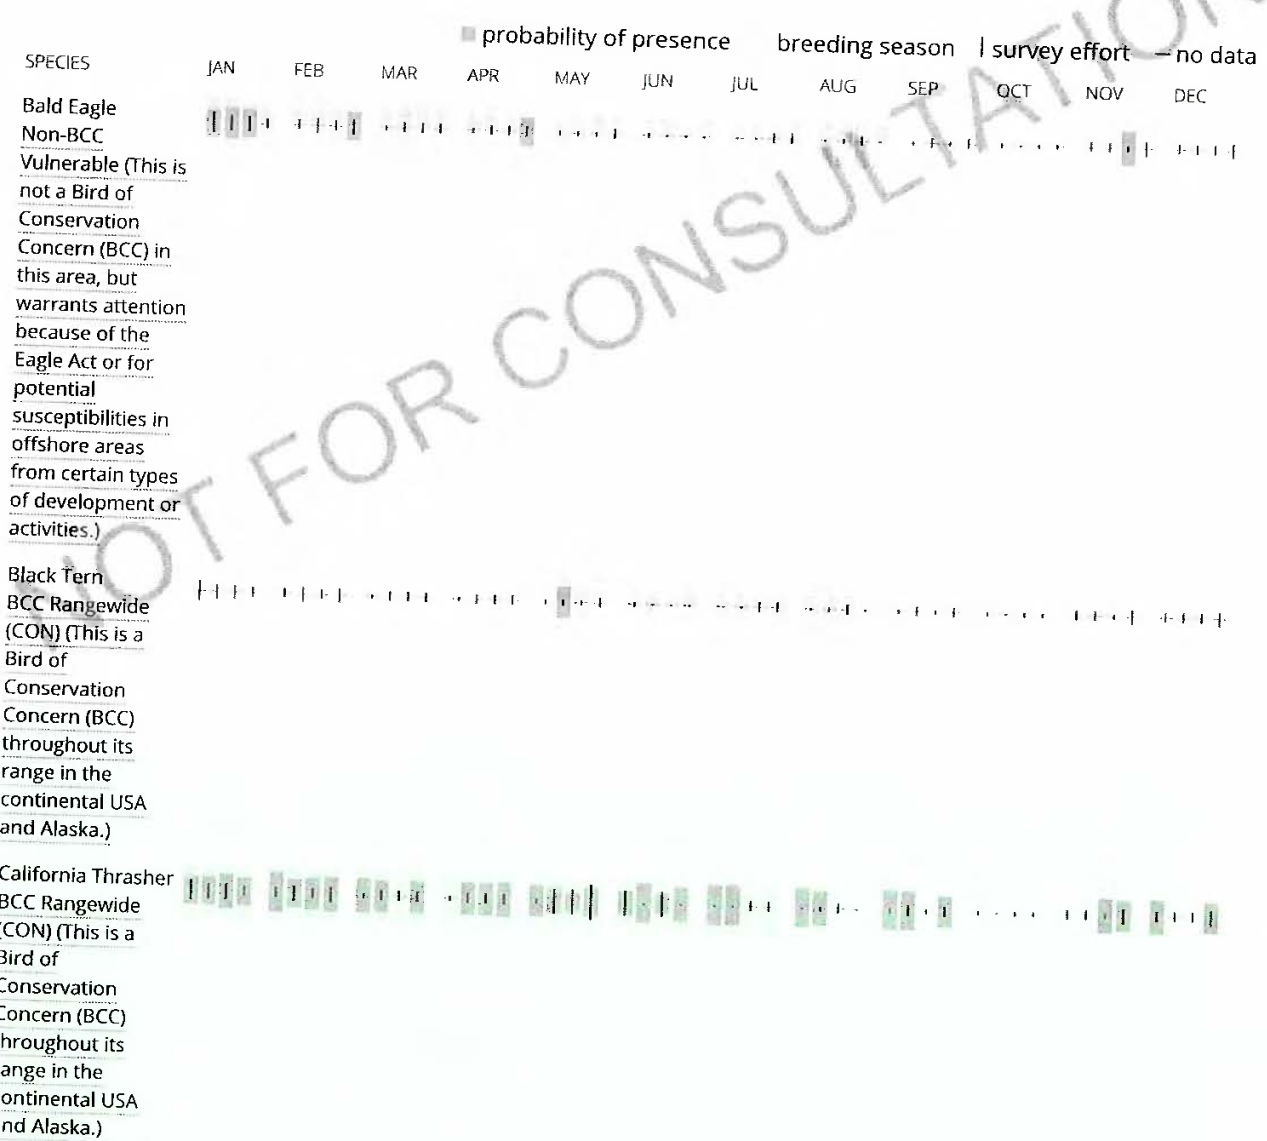 probability of presence breeding season survey effort no data
SPECIES JAN FEB MAR APR MAY JUN JUL AUG SEP OCT NOV DEC
Bald Eagle
Non-BCC
Vulnerable (This is
not a Bird of
Conservation
Concern (BCC) in
this area, but
warrants attention
because of the
Eagle Act or for
potential
susceptibilities in
offshore areas
from certain types
of development or
activities.)
Black Tern
BCC Rangewide
(CON) (This is a
Bird of
Conservation
Concern (BCC)
throughout its
range in the
continental USA
and Alaska.)
California Thrasher
BCC Rangewide
(CON) (This is a
Bird of
Conservation
Concern (BCC)
hroughout its
ange in the
ontinental USA
nd Alaska.)
NOT FOR CONSULTATION